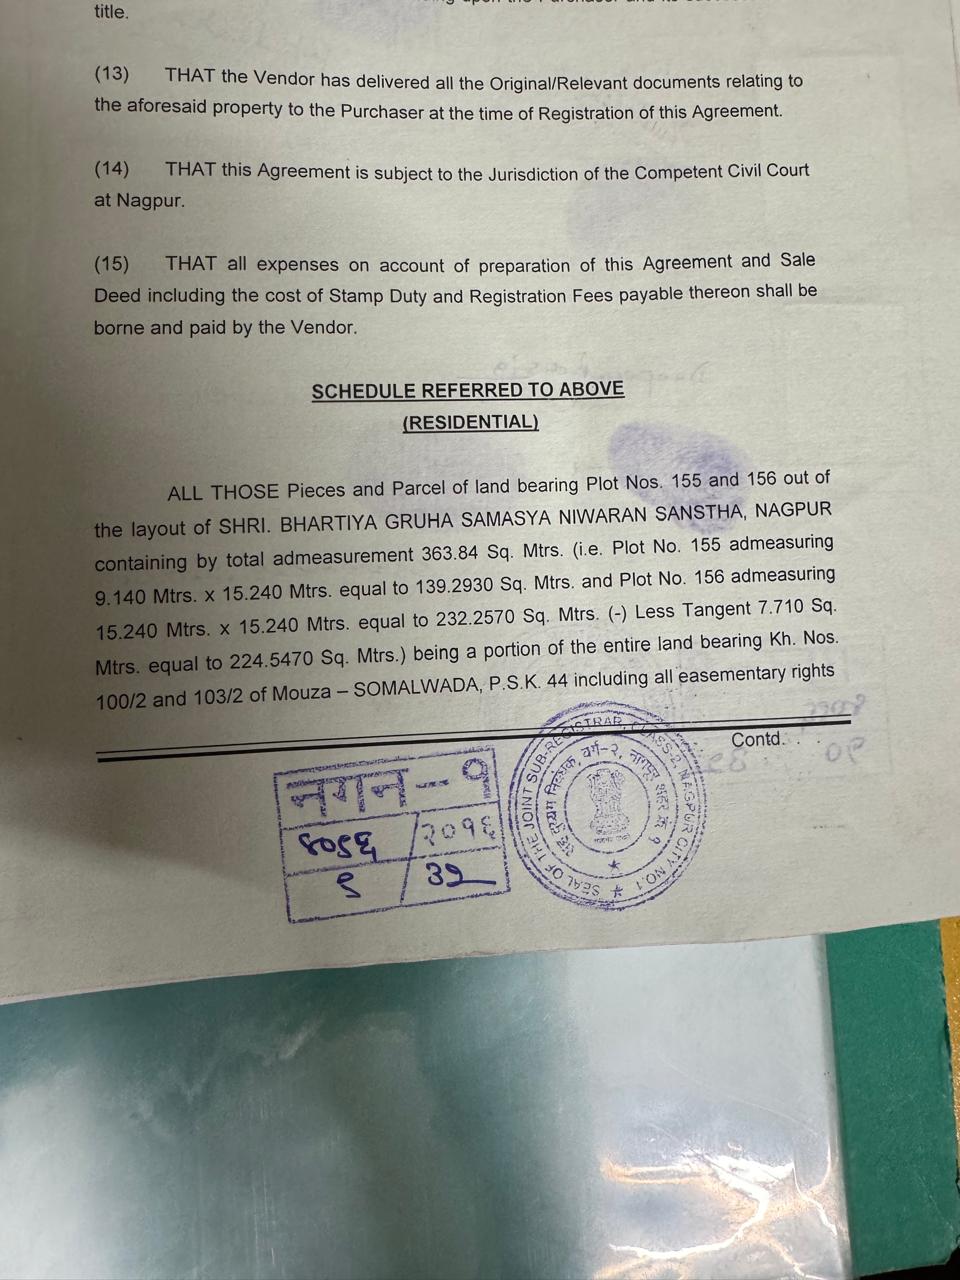 title.
(13) THAT the Vendor has delivered all the Original/Relevant documents relating to
the aforesaid property to the Purchaser at the time of Registration of this Agreement.
(14) THAT this Agreement is subject to the Jurisdiction of the Competent Civil Court
at Nagpur.
(15) THAT all expenses on account of preparation of this Agreement and Sale
Deed including the cost of Stamp Duty and Registration Fees payable thereon shall be
borne and paid by the Vendor.
SCHEDULE REFERRED TO ABOVE
(RESIDENTIAL)
ALL THOSE Pieces and Parcel of land bearing Plot Nos. 155 and 156 out of
the layout of SHRI. BHARTIYA GRUHA SAMASYA NIWARAN SANSTHA, NAGPUR
containing by total admeasurement 363.84 Sq. Mtrs. (i.e. Plot No. 155 admeasuring
9.140 Mtrs. x 15.240 Mtrs. equal to 139.2930 Sq. Mtrs. and Plot No. 156 admeasuring
15.240 Mtrs. x 15.240 Mtrs. equal to 232.2570 Sq. Mtrs. (-) Less Tangent 7.710 Sq.
Mtrs. equal to 224.5470 Sq. Mtrs.) being a portion of the entire land bearing Kh. Nos.
100/2 and 103/2 of Mouza – SOMALWADA, P.S.K. 44 including all easementary rights
Contd. . .
नगन -- १
४०५६ / २०१६
९ / ३२
SEAL OF THE JOINT SUB-REGISTRAR, CLASS-2, NAGPUR CITY NO.1
सह दुय्यम निबंधक, वर्ग-२, नागपूर शहर क्र १